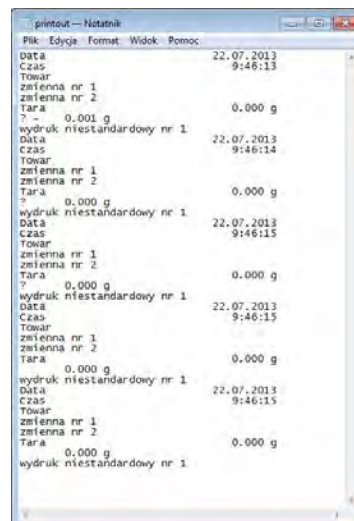 printout — Notatnik
Plik Edycja Format Widok Pomoc
Data 22.07.2013
Czas 9:46:13
Towar
zmienna nr 1
zmienna nr 2
Tara 0.000 g
? - 0.001 g
wydruk niestandardowy nr 1
Data 22.07.2013
Czas 9:46:14
Towar
zmienna nr 1
zmienna nr 2
Tara 0.000 g
? 0.000 g
wydruk niestandardowy nr 1
Data 22.07.2013
Czas 9:46:15
Towar
zmienna nr 1
zmienna nr 2
Tara 0.000 g
? 0.000 g
wydruk niestandardowy nr 1
Data 22.07.2013
Czas 9:46:15
Towar
zmienna nr 1
zmienna nr 2
Tara 0.000 g
0.000 g
wydruk niestandardowy nr 1
Data 22.07.2013
Czas 9:46:15
Towar
zmienna nr 1
zmienna nr 2
Tara 0.000 g
0.000 g
wydruk niestandardowy nr 1